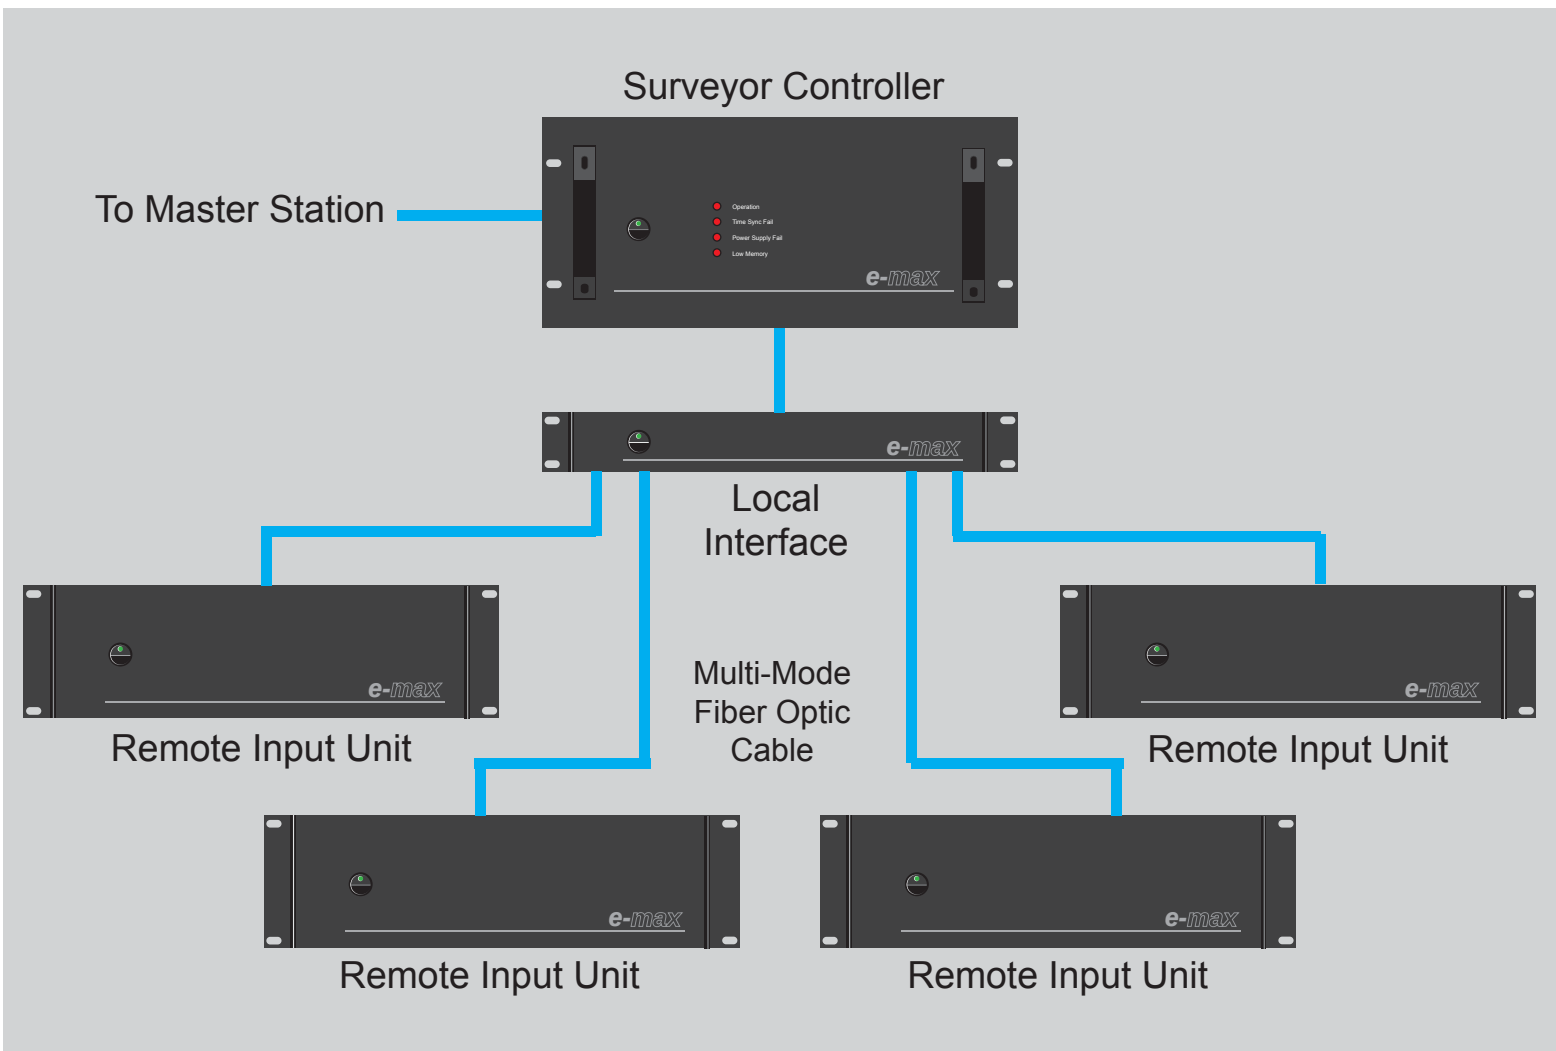 Surveyor Controller
To Master Station
Operation
Time Sync Fail
Power Supply Fail
Low Memory
e-max
e-max
Local
Interface
e-max
Remote Input Unit
Multi-Mode
Fiber Optic
Cable
e-max
Remote Input Unit
e-max
Remote Input Unit
e-max
Remote Input Unit